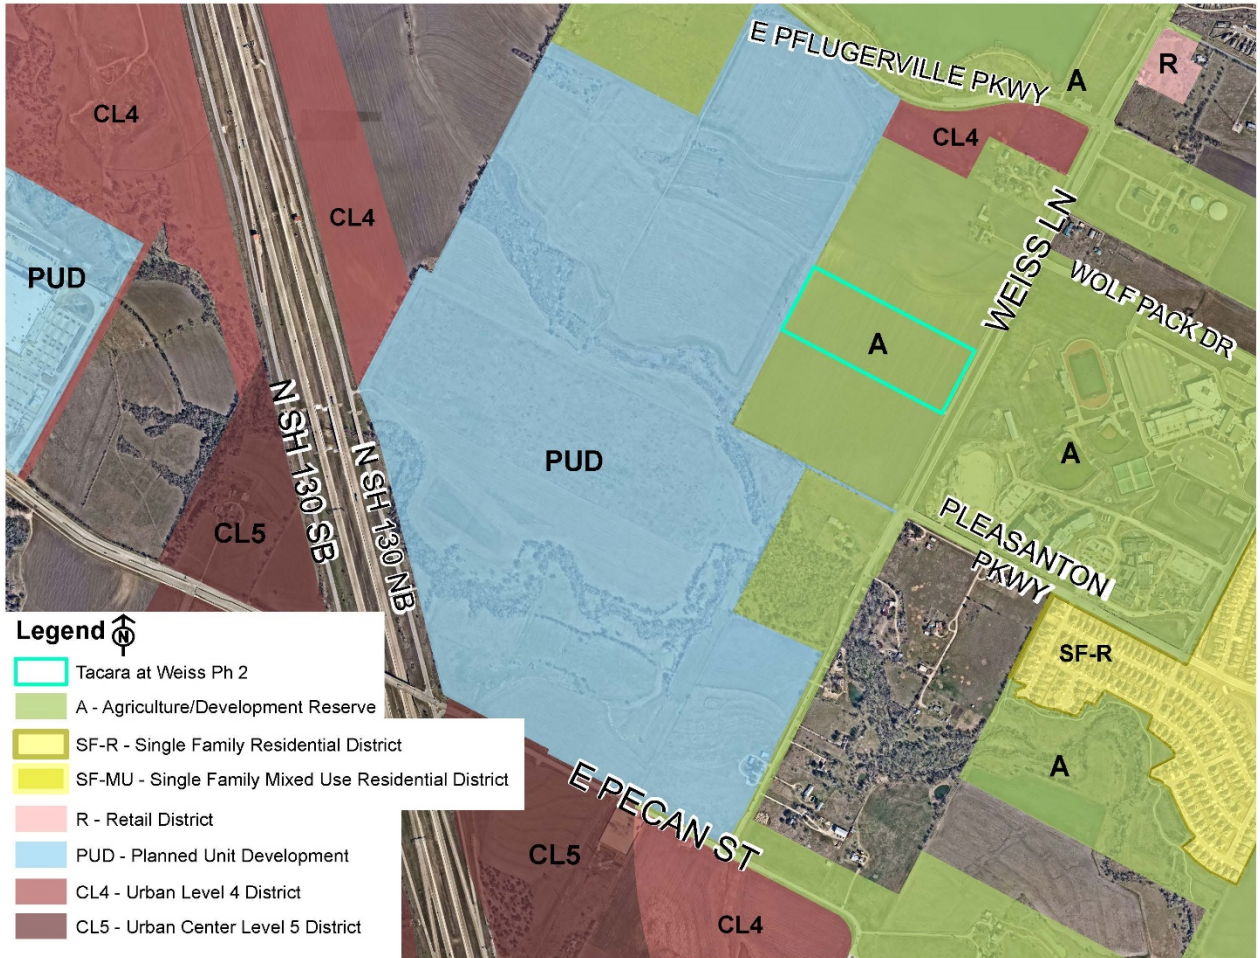 E PFLUGERVILLE PKWY
A
R
CL4
CL4
CL4
WEISS LN
WOLF PACK DR
PUD
A
N SH 130 SB
N SH 130 NB
PUD
A
CL5
PLEASANTON
PKWY
SF-R
A
E PECAN ST
CL5
CL4
Legend
N
Tacara at Weiss Ph 2
A - Agriculture/Development Reserve
SF-R - Single Family Residential District
SF-MU - Single Family Mixed Use Residential District
R - Retail District
PUD - Planned Unit Development
CL4 - Urban Level 4 District
CL5 - Urban Center Level 5 District